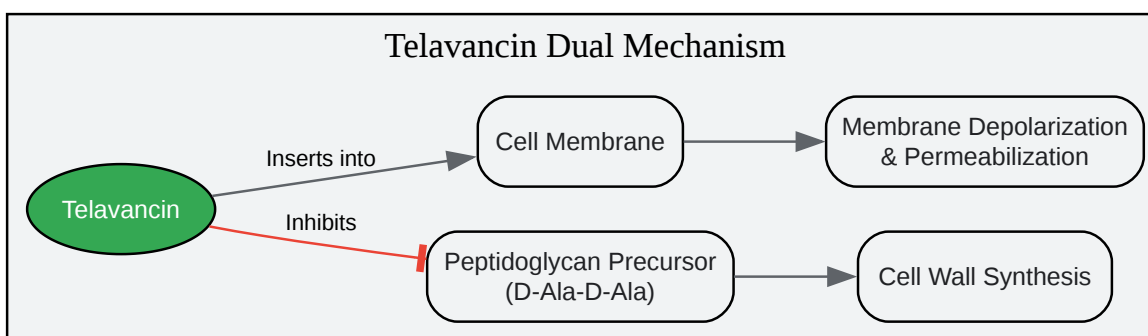 Telavancin Dual Mechanism
Telavancin
Inserts into
Cell Membrane
Membrane Depolarization
& Permeabilization
Inhibits
Peptidoglycan Precursor
(D-Ala-D-Ala)
Cell Wall Synthesis